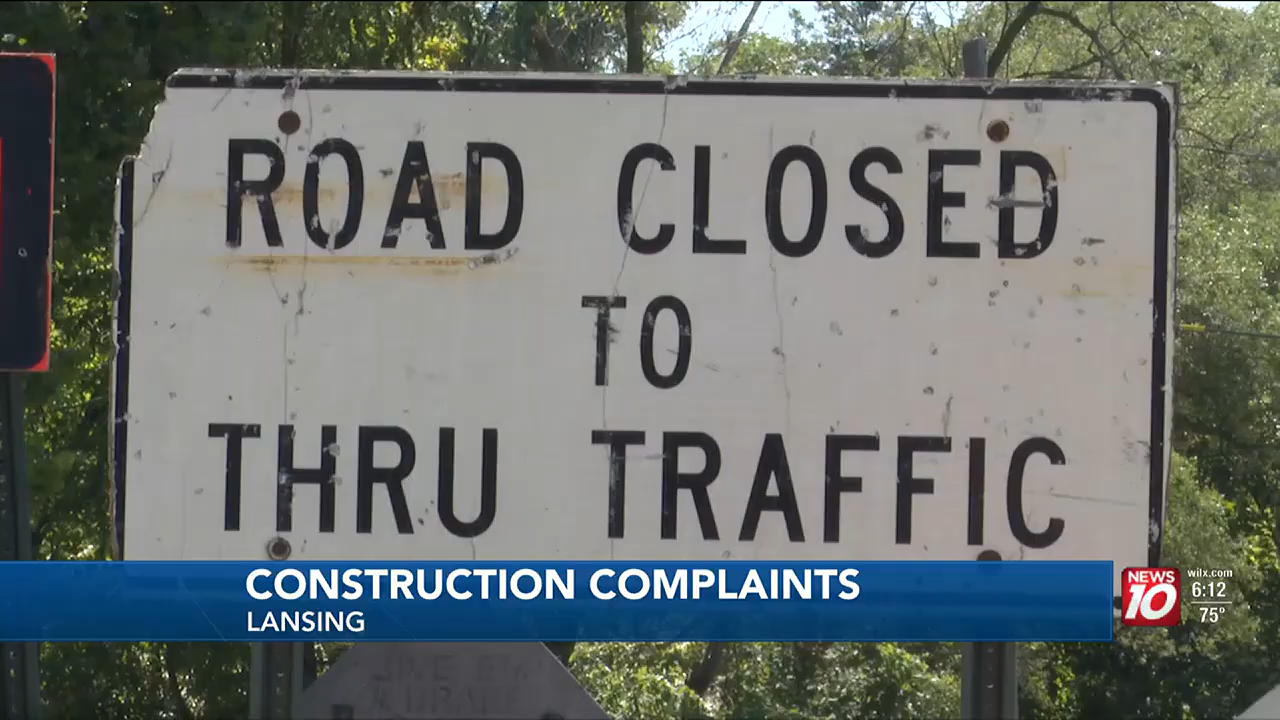 ROAD CLOSED
TO
THRU TRAFFIC
CONSTRUCTION COMPLAINTS
LANSING
NEWS
10
wilx.com
6:12
75°